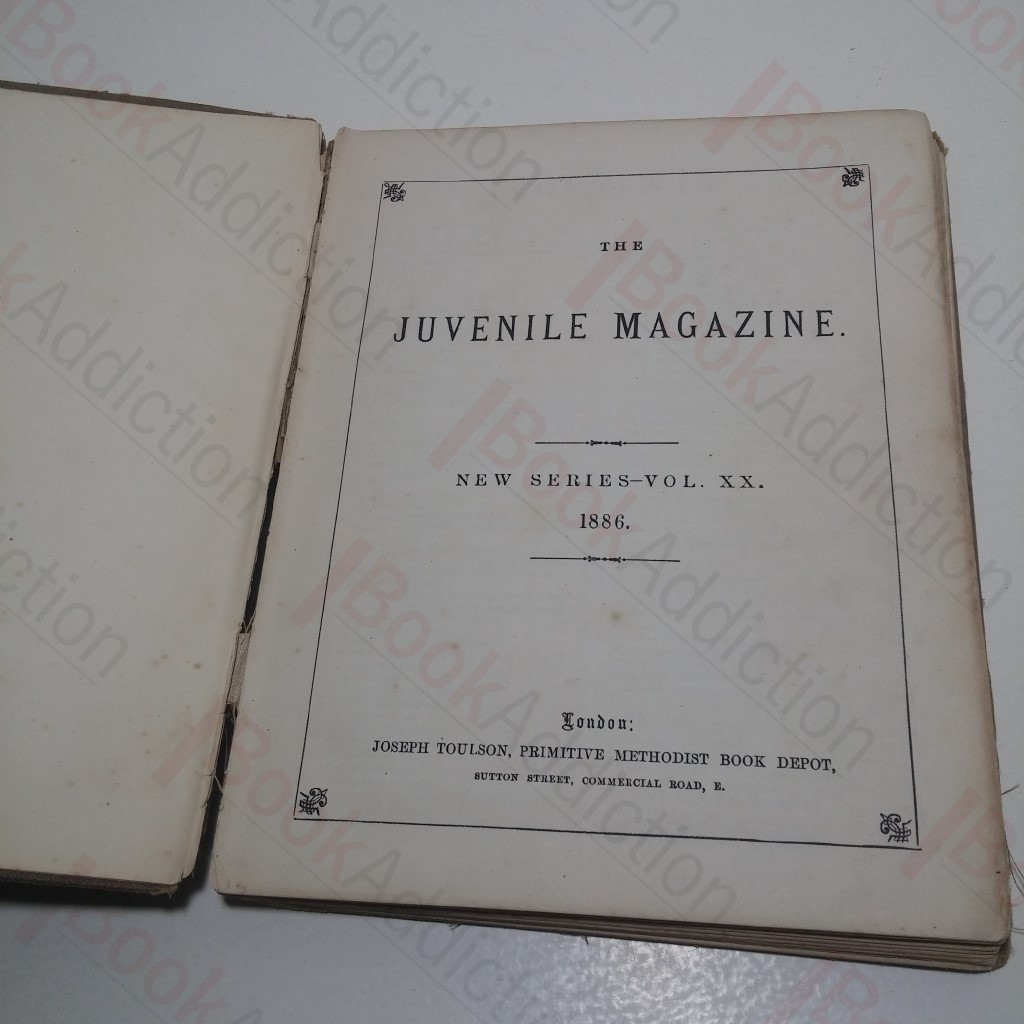 THE
JUVENILE MAGAZINE.
NEW SERIES–VOL. XX.
1886.
London:
JOSEPH TOULSON, PRIMITIVE METHODIST BOOK DEPOT,
SUTTON STREET, COMMERCIAL ROAD, E.
BookAddiction